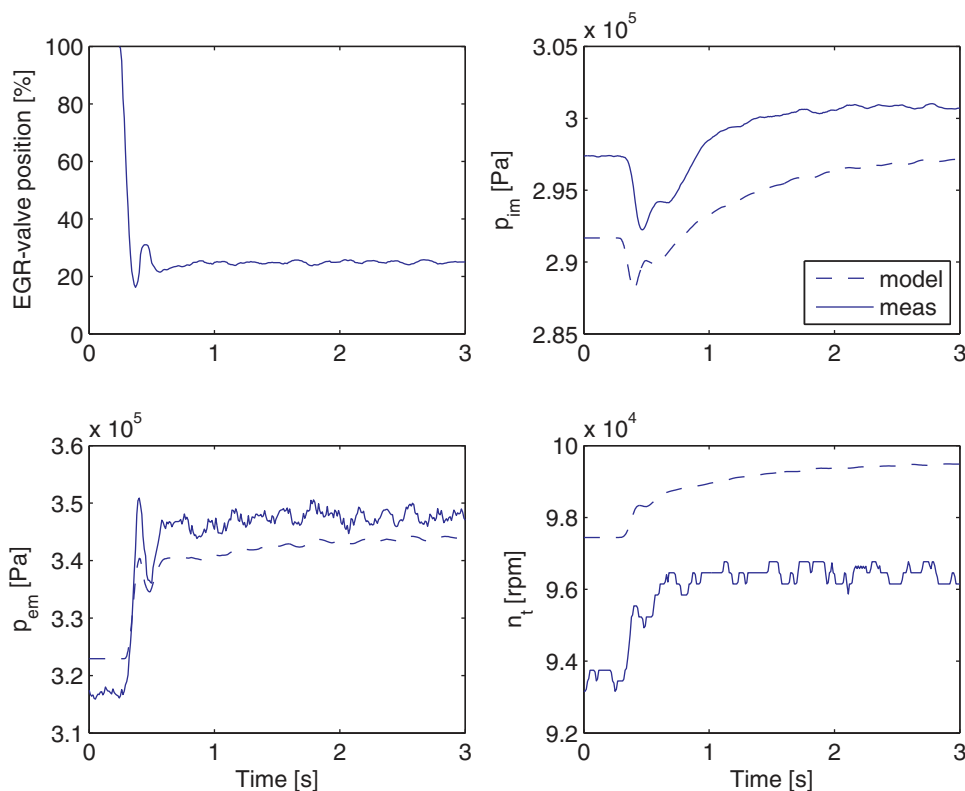 EGR-valve position [%]
100
80
60
40
20
0
0 1 2 3
x 10^5
p_im [Pa]
3.05
3
2.95
2.9
2.85
0 1 2 3
model
meas
x 10^5
p_em [Pa]
3.6
3.5
3.4
3.3
3.2
3.1
0 1 2 3
Time [s]
x 10^4
n_t [rpm]
10
9.8
9.6
9.4
9.2
0 1 2 3
Time [s]